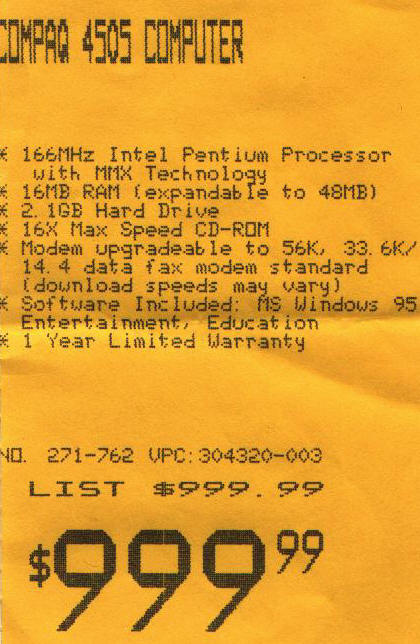 COMPAQ 4505 COMPUTER
* 166MHz Intel Pentium Processor
with MMX Technology
* 16MB RAM (expandable to 48MB)
* 2.1GB Hard Drive
* 16X Max Speed CD-ROM
* Modem upgradeable to 56K, 33.6K/
14.4 data fax modem standard
(download speeds may vary)
* Software Included: MS Windows 95
Entertainment, Education
* 1 Year Limited Warranty
NO. 271-762 VPC:304320-003
LIST $999.99
$999 99